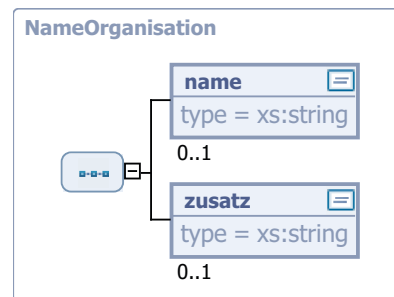 NameOrganisation
name
type = xs:string
0..1
zusatz
type = xs:string
0..1